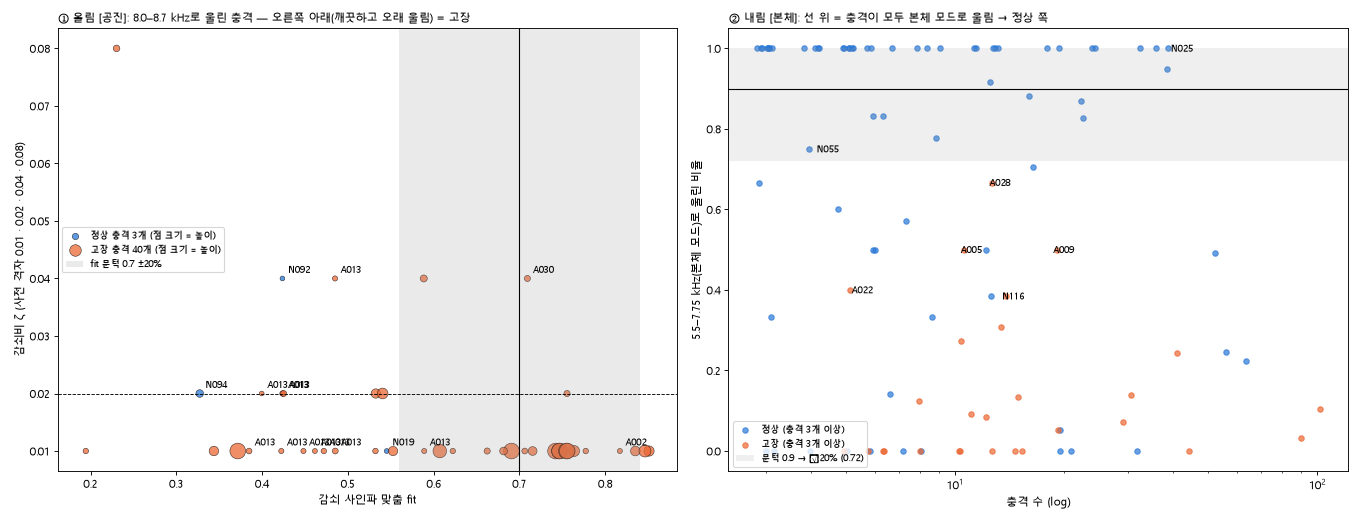 ① 올림 [공진]: 8.0–8.7 kHz로 울린 충격 — 오른쪽 아래(깨끗하고 오래 울림) = 고장
감쇠비 ζ (사전 격자 0.01 · 0.02 · 0.04 · 0.08)
0.08
0.07
0.06
0.05
0.04
0.03
0.02
0.01
정상 충격 3개 (점 크기 = 높이)
고장 충격 40개 (점 크기 = 높이)
fit 문턱 0.7 ±20%
N092
A013
A030
N094
A013
A013
A013
A013
N019
A013
A002
0.2
0.3
0.4
0.5
0.6
0.7
0.8
감쇠 사인파 맞춤 fit
② 내림 [본체]: 선 위 = 충격이 모두 본체 모드로 울림 → 정상 쪽
5.5–7.75 kHz(본체 모드)로 울린 비율
1.0
0.8
0.6
0.4
0.2
0.0
N025
N055
A028
A005
A009
A022
N116
정상 (충격 3개 이상)
고장 (충격 3개 이상)
문턱 0.9 → 20% (0.72)
10¹
10²
충격 수 (log)